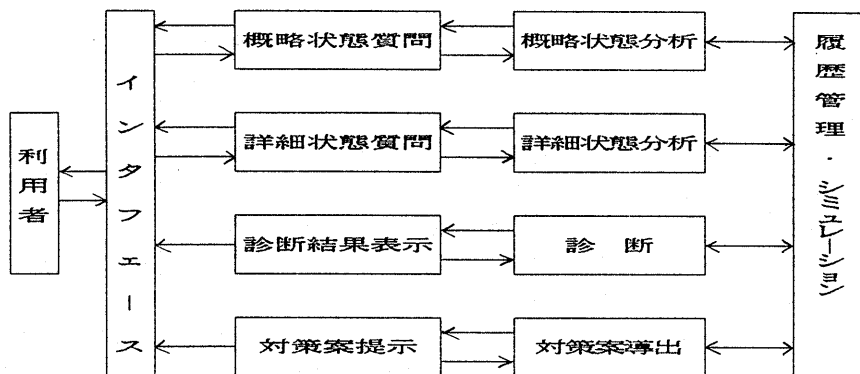 利用者
インタフェース
概略状態質問
概略状態分析
詳細状態質問
詳細状態分析
診断結果表示
診 断
対策案提示
対策案導出
履歴管理・シミュレーション